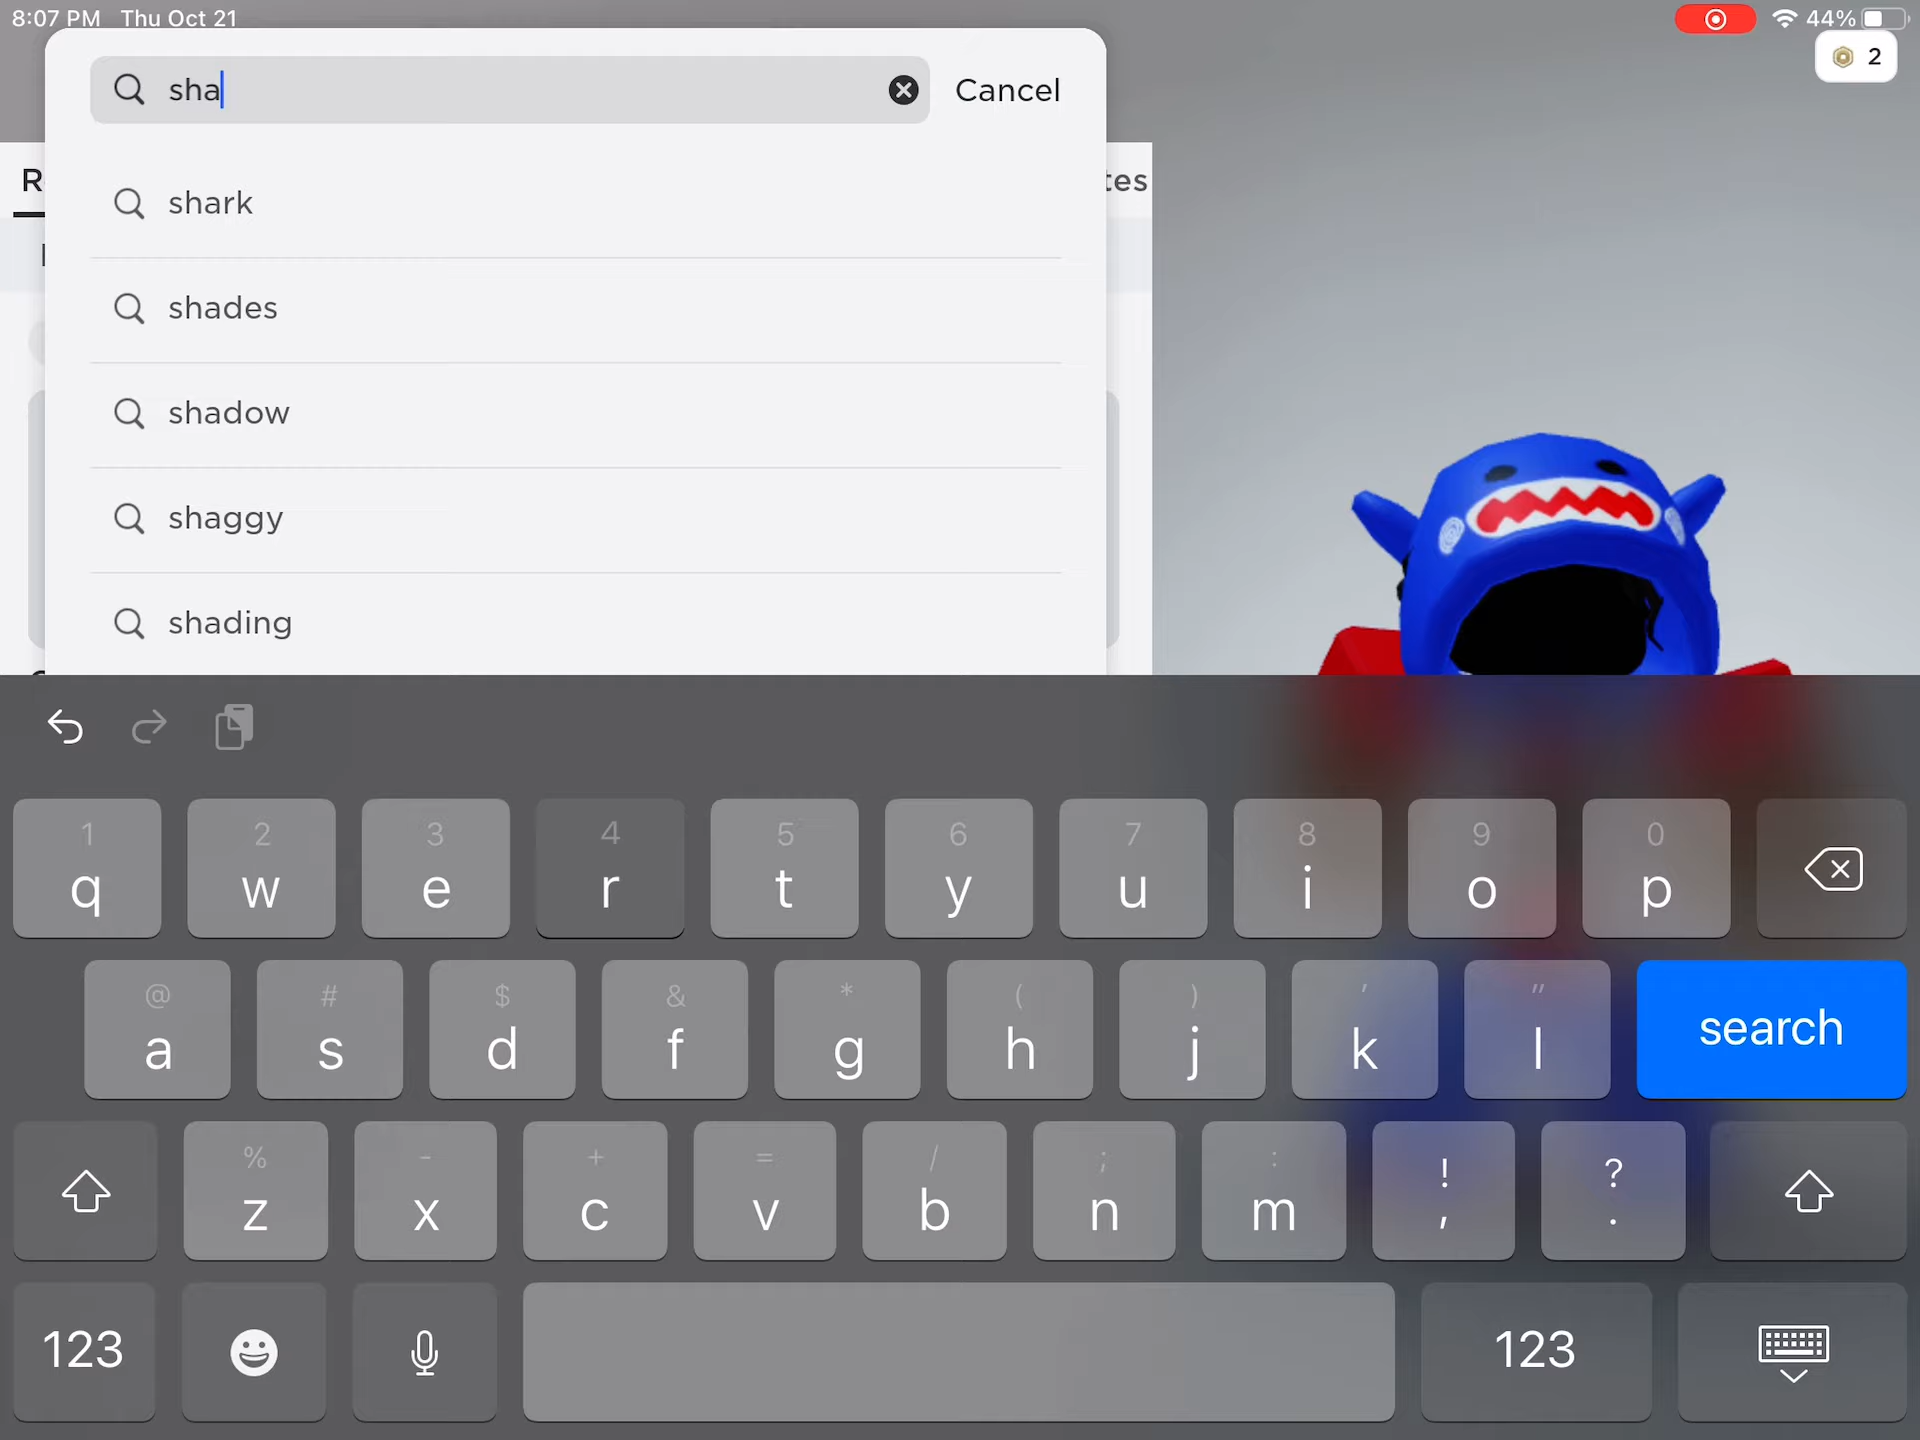 8:07 PM Thu Oct 21
44%
sha
Cancel
2
R
tes
shark
shades
shadow
shaggy
shading
1 2 3 4 5 6 7 8 9 0
q w e r t y u i o p
@ # $ & * ( ) ' "
a s d f g h j k l search
% - + = / ; : ! ?
z x c v b n m , .
123 123